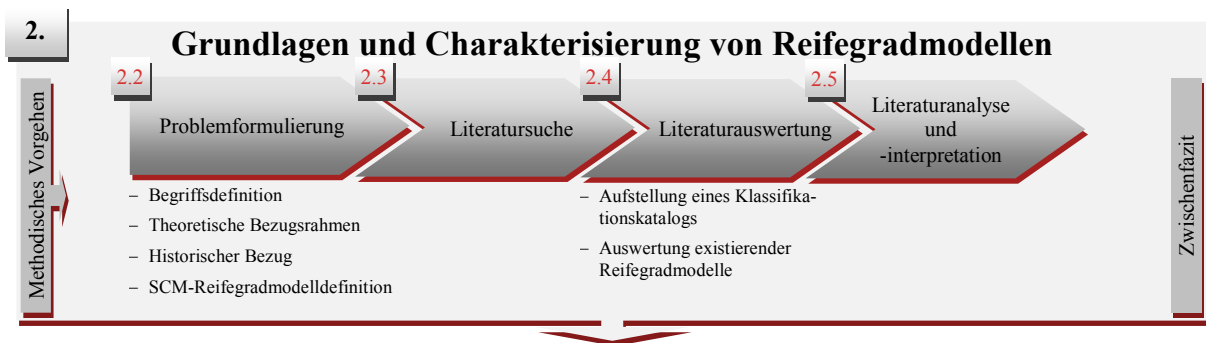 2.
Grundlagen und Charakterisierung von Reifegradmodellen
Methodisches Vorgehen
2.2
Problemformulierung
– Begriffsdefinition
– Theoretische Bezugsrahmen
– Historischer Bezug
– SCM-Reifegradmodelldefinition
2.3
Literatursuche
2.4
Literaturauswertung
– Aufstellung eines Klassifika-
tionskatalogs
– Auswertung existierender
Reifegradmodelle
2.5
Literaturanalyse
und
-interpretation
Zwischenfazit